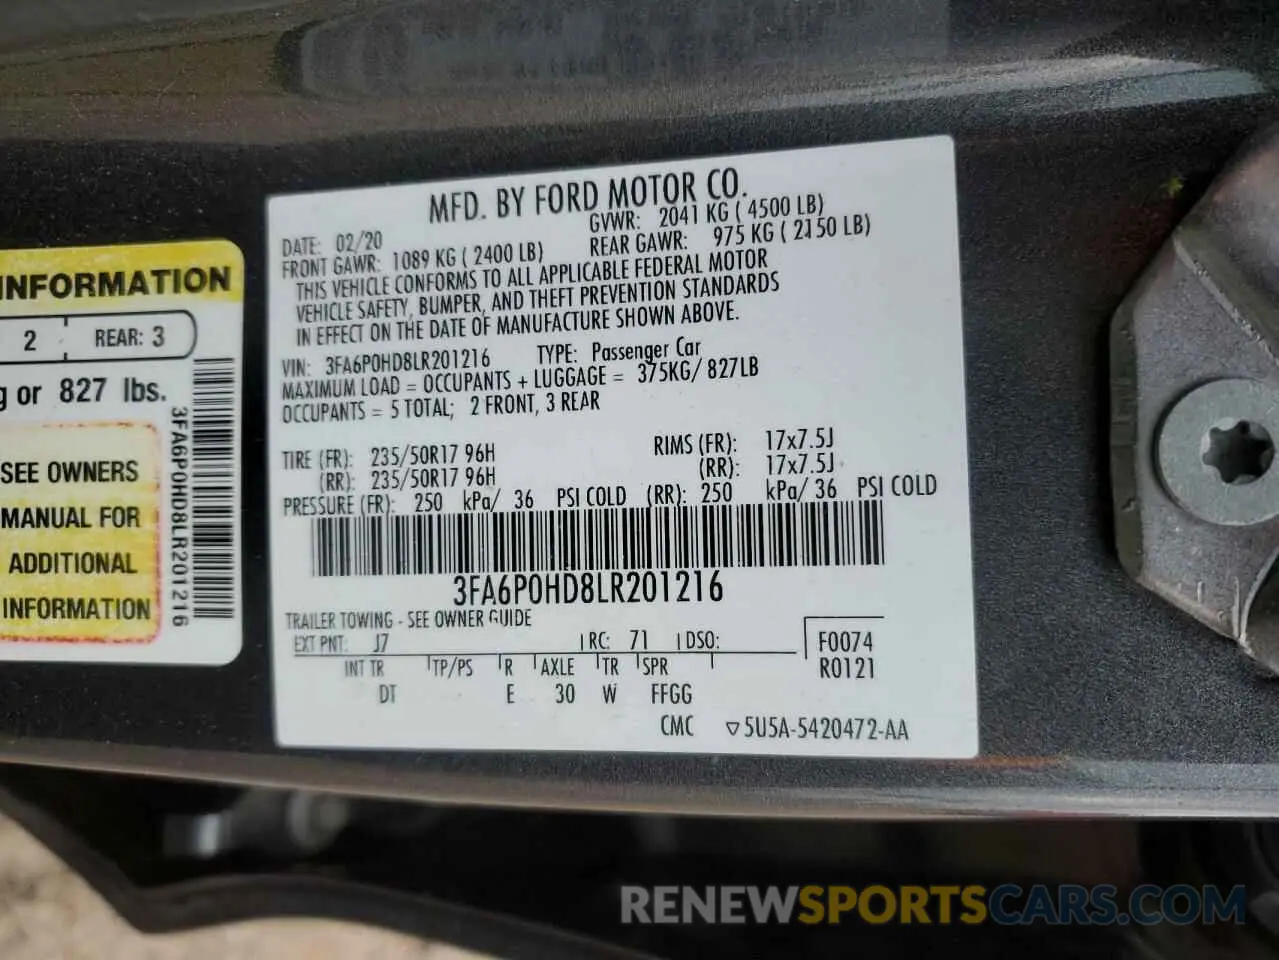 MFD. BY FORD MOTOR CO.
DATE: 02/20
GVWR: 2041 KG ( 4500 LB)
FRONT GAWR: 1089 KG ( 2400 LB)
REAR GAWR: 975 KG ( 2150 LB)
THIS VEHICLE CONFORMS TO ALL APPLICABLE FEDERAL MOTOR
VEHICLE SAFETY, BUMPER, AND THEFT PREVENTION STANDARDS
IN EFFECT ON THE DATE OF MANUFACTURE SHOWN ABOVE.
VIN: 3FA6P0HD8LR201216 TYPE: Passenger Car
MAXIMUM LOAD = OCCUPANTS + LUGGAGE = 375KG/ 827LB
OCCUPANTS = 5 TOTAL; 2 FRONT, 3 REAR
TIRE (FR): 235/50R17 96H RIMS (FR): 17x7.5J
(RR): 235/50R17 96H (RR): 17x7.5J
PRESSURE (FR): 250 kPa/ 36 PSI COLD (RR): 250 kPa/ 36 PSI COLD
3FA6P0HD8LR201216
TRAILER TOWING - SEE OWNER GUIDE
EXT PNT: J7 RC: 71 DSO: F0074
INT TR TP/PS R AXLE TR SPR R0121
DT E 30 W FFGG
CMC ▽5U5A-5420472-AA
INFORMATION
2 REAR: 3
g or 827 lbs.
SEE OWNERS
MANUAL FOR
ADDITIONAL
INFORMATION
3FA6P0HD8LR201216
RENEWSPORTSCARS.COM